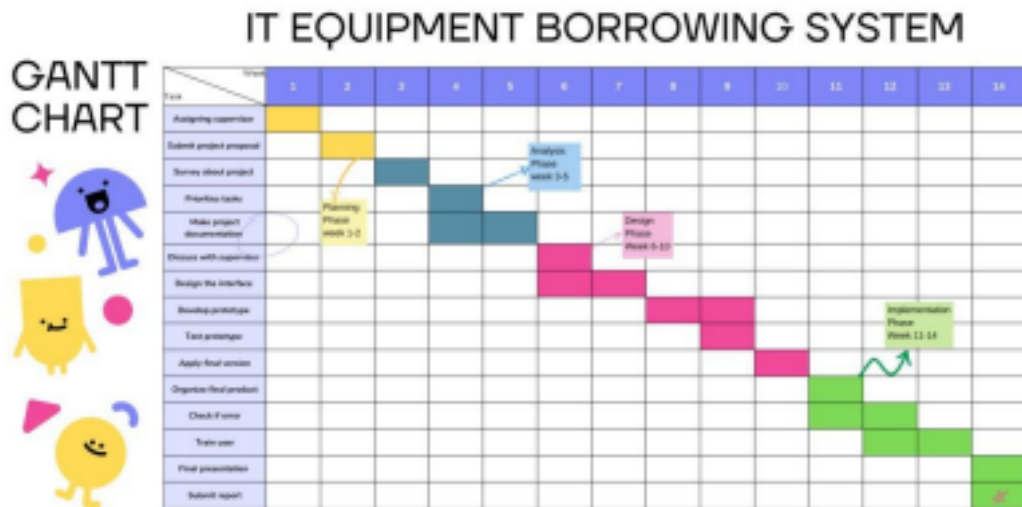 IT EQUIPMENT BORROWING SYSTEM
GANTT
CHART
Week
Task
1 2 3 4 5 6 7 8 9 10 11 12 13 14
Assigning supervisor
Submit project proposal
Survey about project
Analysis
Phase
week 3-5
Priorities tasks
Planning
Phase
week 1-2
Make project
documentation
Design
Phase
Week 6-10
Discuss with supervisor
Design the interface
Develop prototype
Implementation
Phase
Week 11-14
Test prototype
Apply final version
Organize final product
Check if error
Train user
Final presentation
Submit report